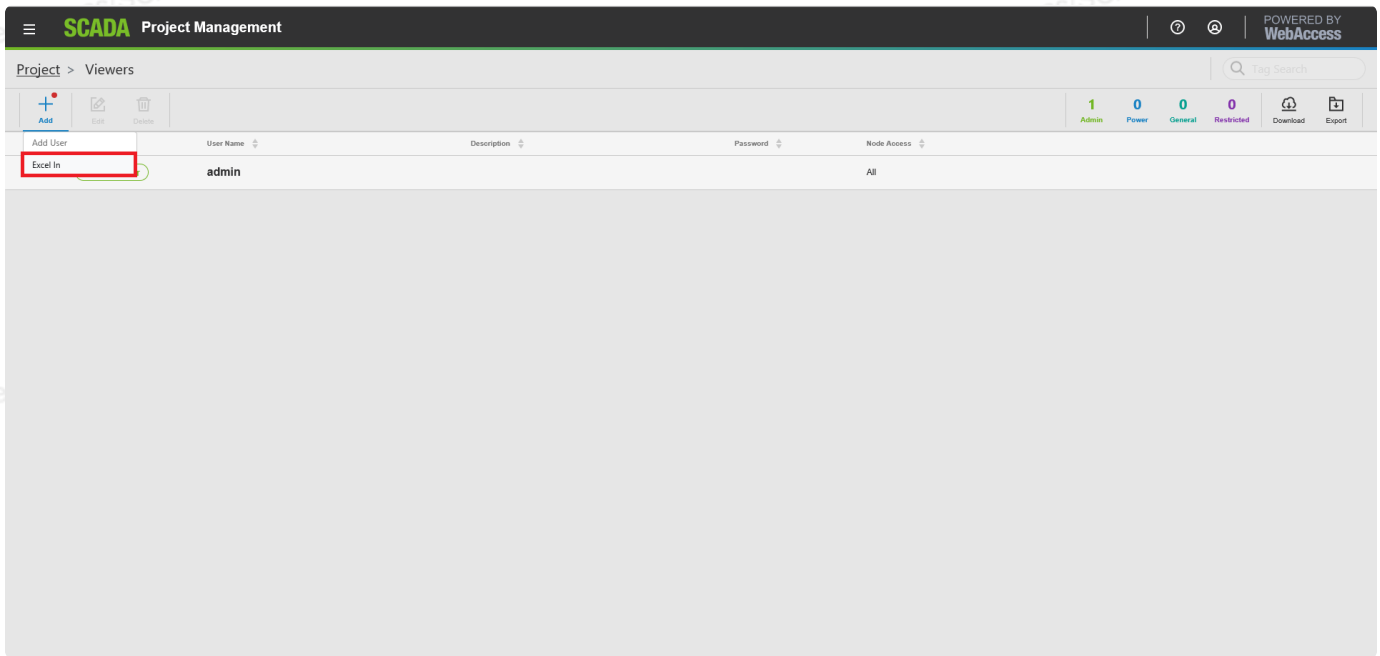 SCADA Project Management
POWERED BY
WebAccess
Project > Viewers
Tag Search
Add
Edit
Delete
1
Admin
0
Power
0
General
0
Restricted
Download
Export
Add User
User Name
Description
Password
Node Access
Excel In
admin
All